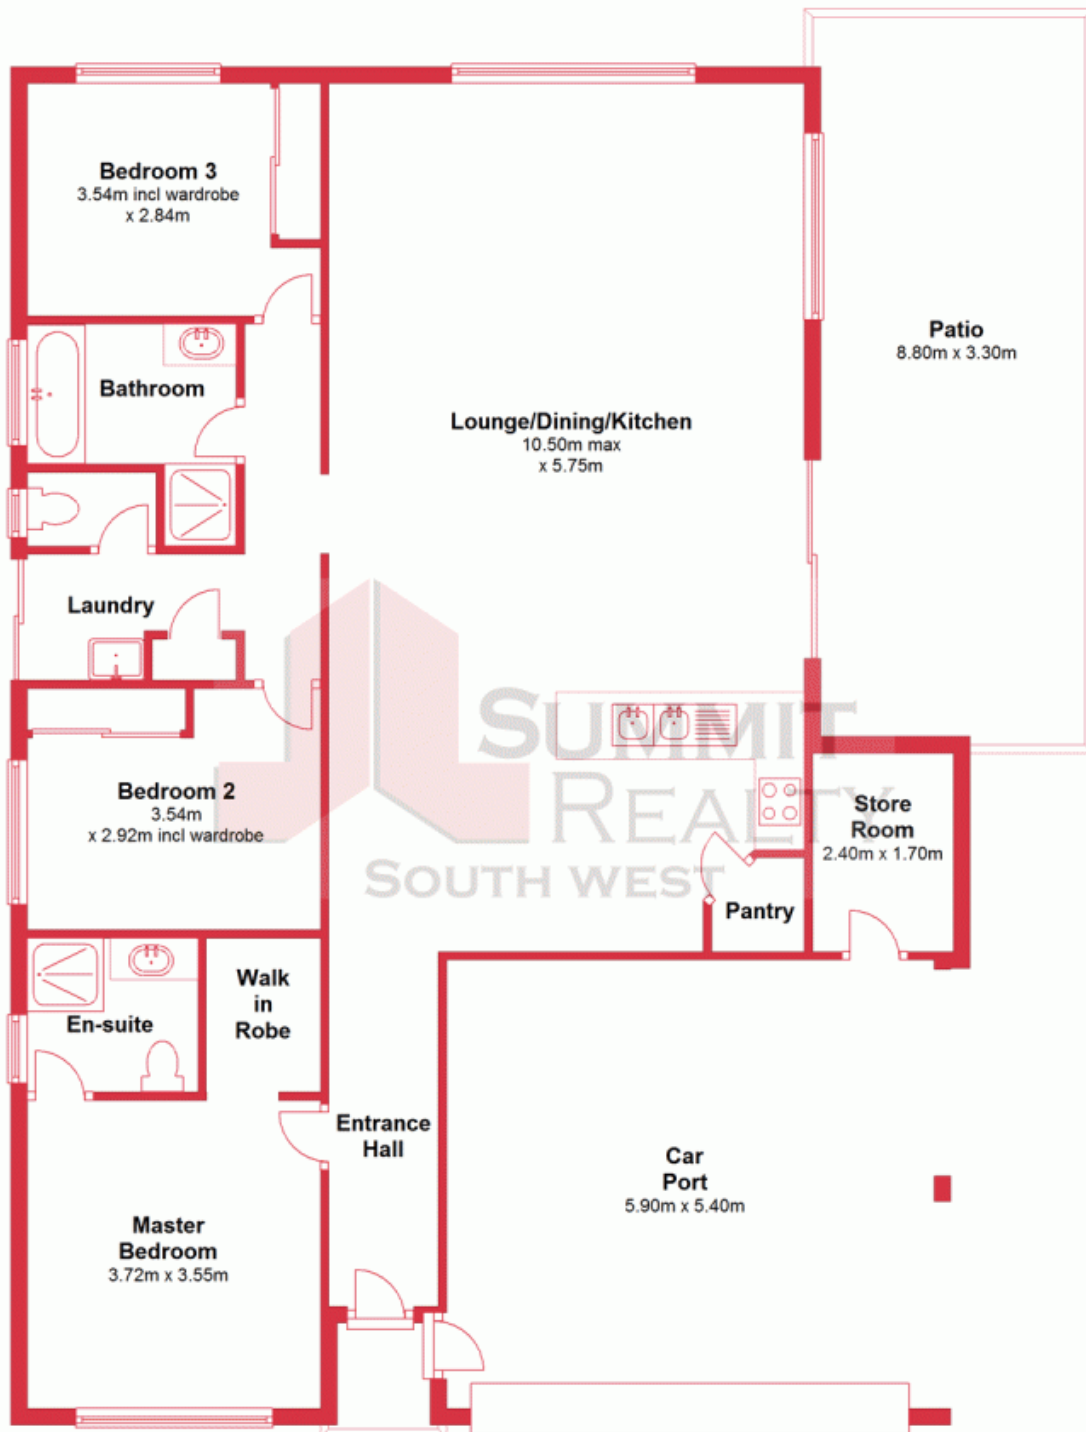 Bedroom 3
3.54m incl wardrobe
x 2.84m
Bathroom
Patio
8.80m x 3.30m
Lounge/Dining/Kitchen
10.50m max
x 5.75m
Laundry
SUMMIT
REALTY
SOUTH WEST
Bedroom 2
3.54m
x 2.92m incl wardrobe
Store
Room
2.40m x 1.70m
Pantry
Walk
in
Robe
En-suite
Entrance
Hall
Car
Port
5.90m x 5.40m
Master
Bedroom
3.72m x 3.55m